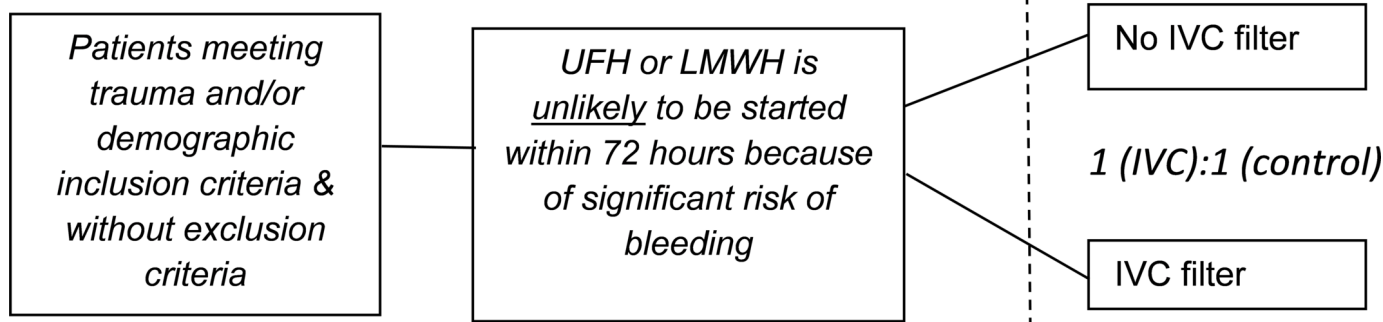 Patients meeting
trauma and/or
demographic
inclusion criteria &
without exclusion
criteria
UFH or LMWH is
unlikely to be started
within 72 hours because
of significant risk of
bleeding
No IVC filter
1 (IVC):1 (control)
IVC filter